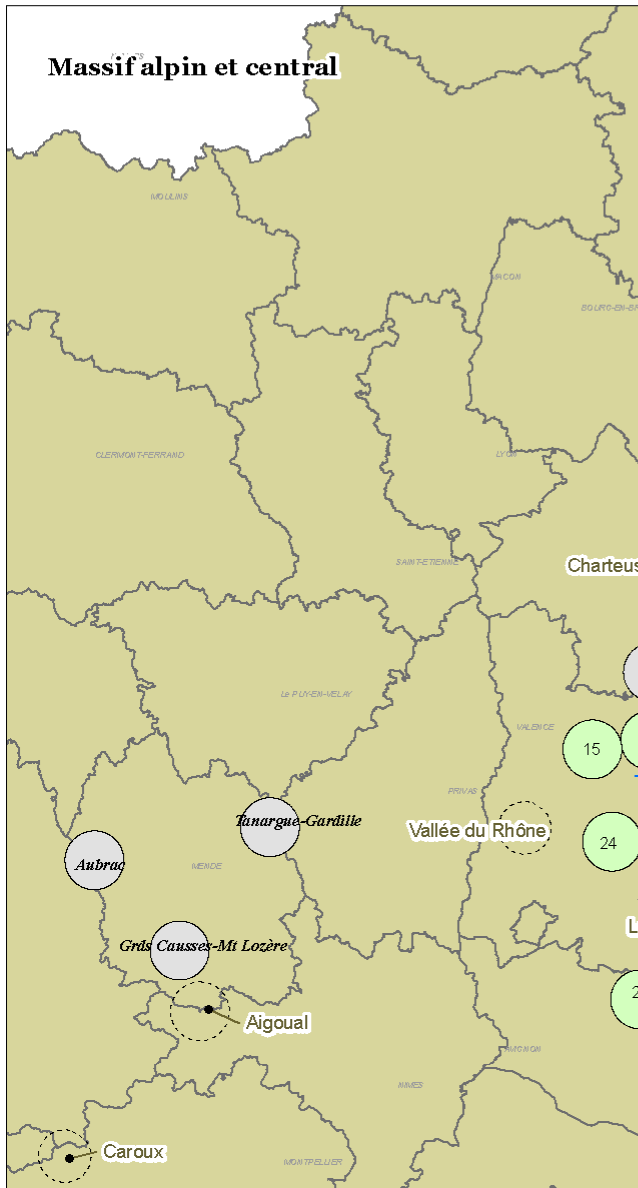 Massif alpin et central
MOULINS
MACON
BOURG-EN-B
CLERMONT-FERRAND
LYON
SAINT-ETIENNE
Charteus
Le PUY-EN-VELAY
VALENCE
15
PRIVAS
Tanargue-Gardille
Vallée du Rhône
24
Aubrac
MENDE
L
Grds Causses-Mt Lozère
2
Aigoual
AVIGNON
NIMES
Caroux
MONTPELLIER